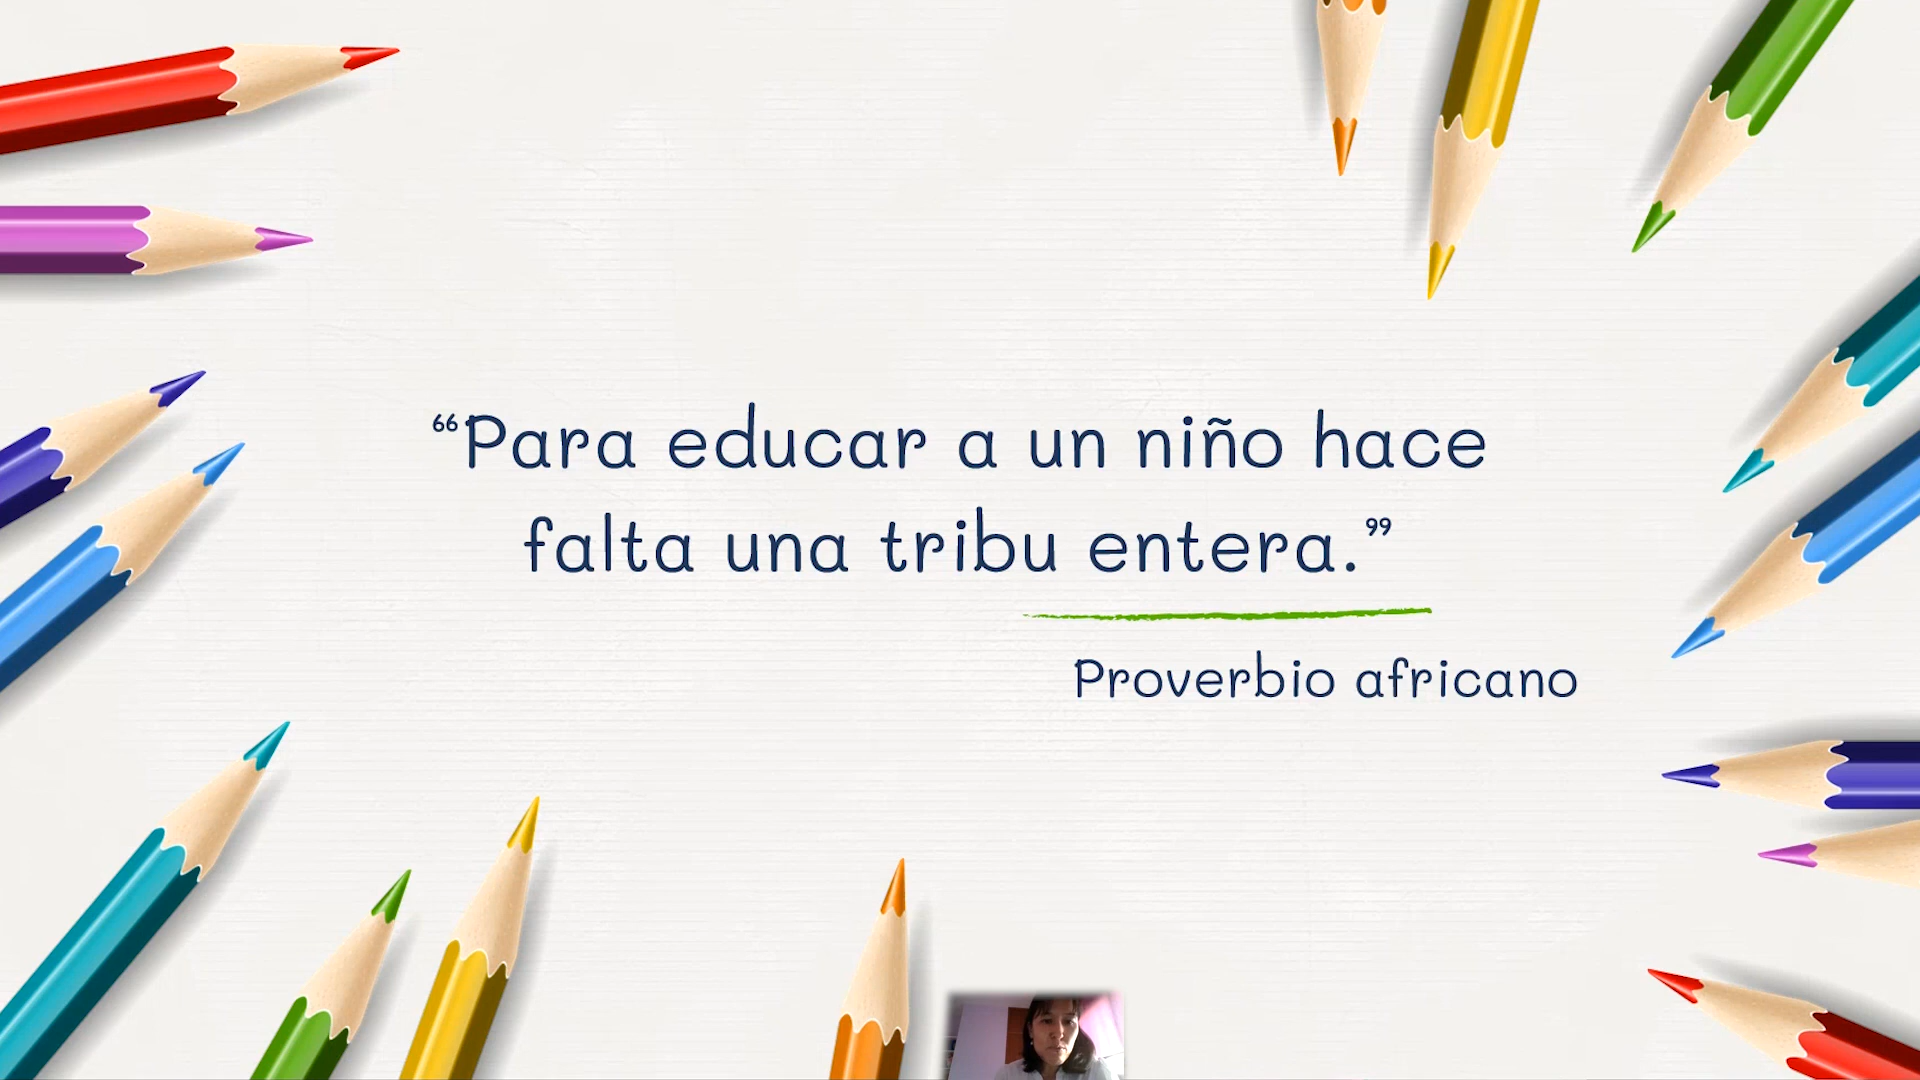 “Para educar a un niño hace
falta una tribu entera.”
Proverbio africano